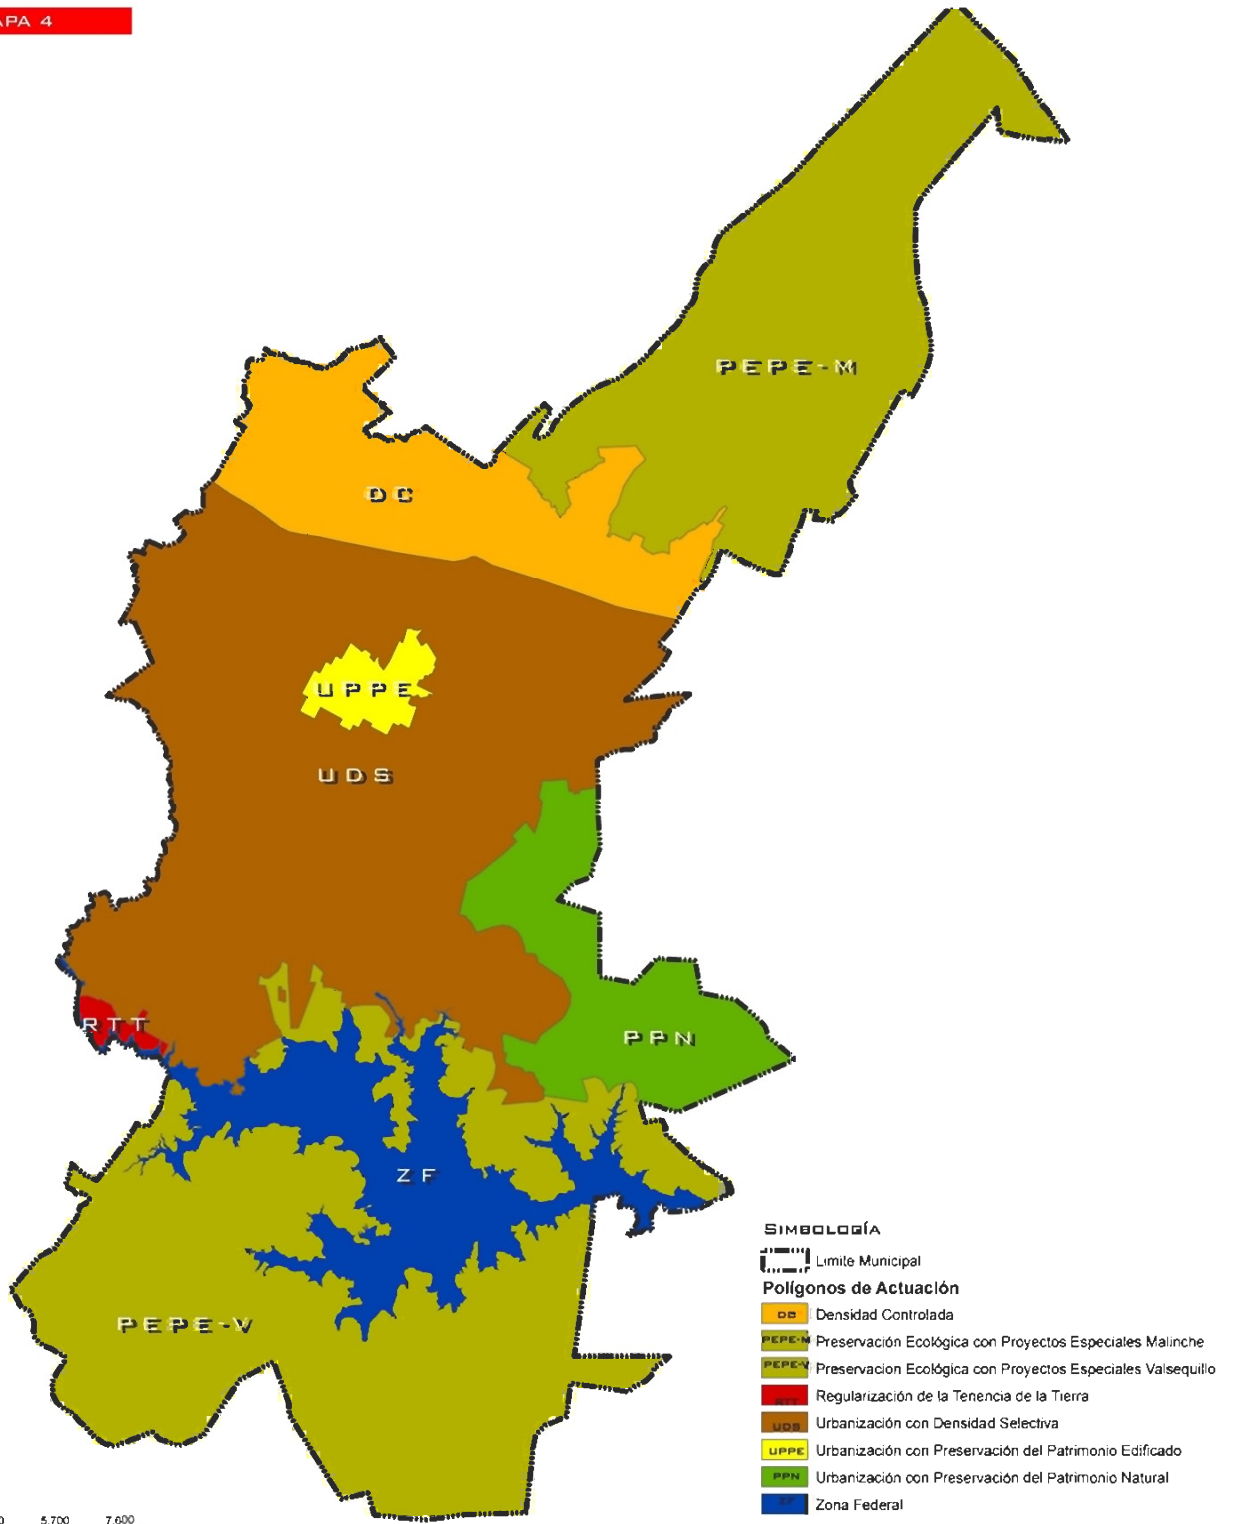 APA 4
PEPE-M
DC
UPPE
UDS
RTT
PPN
ZF
PEPE-V
SIMBOLOGÍA
Limite Municipal
Polígonos de Actuación
DC Densidad Controlada
PEPE-M Preservación Ecológica con Proyectos Especiales Malinche
PEPE-V Preservacion Ecológica con Proyectos Especiales Valsequillo
RTT Regularización de la Tenencia de la Tierra
UDS Urbanización con Densidad Selectiva
UPPE Urbanización con Preservación del Patrimonio Edificado
PPN Urbanización con Preservación del Patrimonio Natural
ZF Zona Federal
0 5,700 7,600